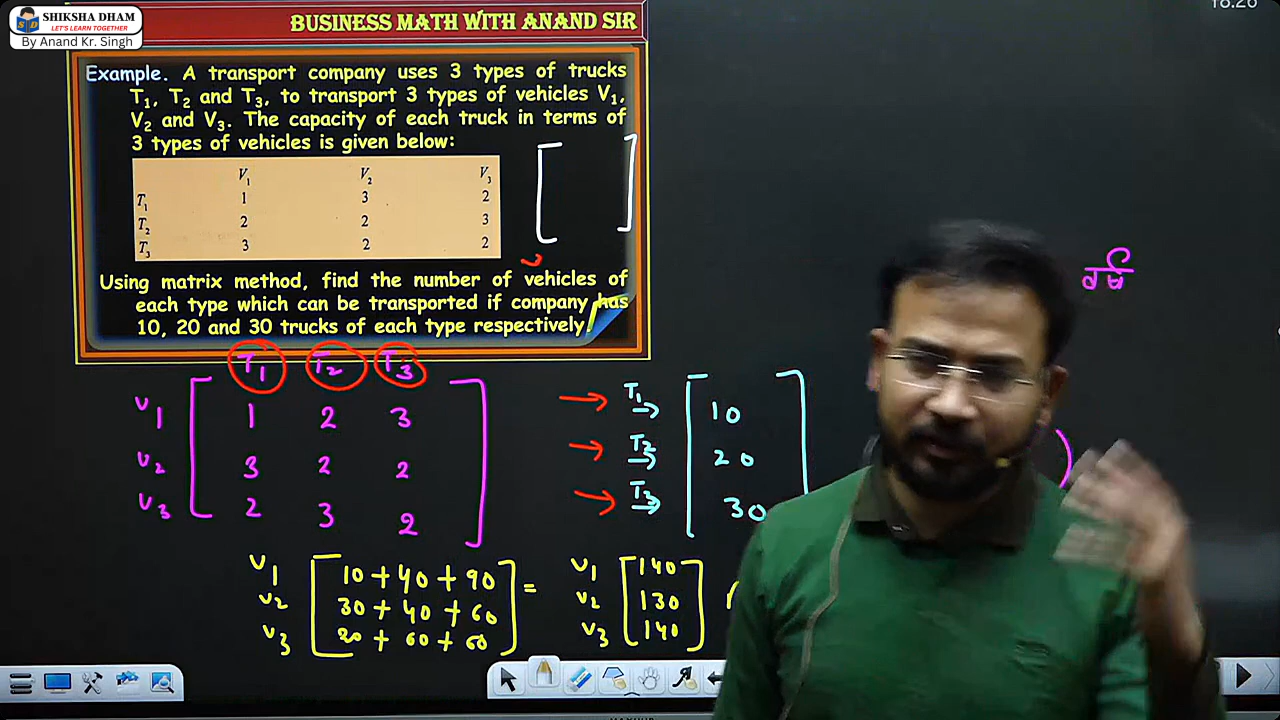 18:26
SHIKSHA DHAM
LET'S LEARN TOGETHER
By Anand Kr. Singh
BUSINESS MATH WITH ANAND SIR
Example. A transport company uses 3 types of trucks
T1, T2 and T3, to transport 3 types of vehicles V1,
V2 and V3. The capacity of each truck in terms of
3 types of vehicles is given below:
V1 V2 V3
T1 1 3 2
T2 2 2 3
T3 3 2 2
Using matrix method, find the number of vehicles of
each type which can be transported if company has
10, 20 and 30 trucks of each type respectively.
T1 T2 T3
V1 1 2 3
V2 3 2 2
V3 2 3 2
T1 → 10
T2 → 20
T3 → 30
V1 10 + 40 + 90 = V1 140
V2 30 + 40 + 60 V2 130
V3 20 + 60 + 60 V3 140